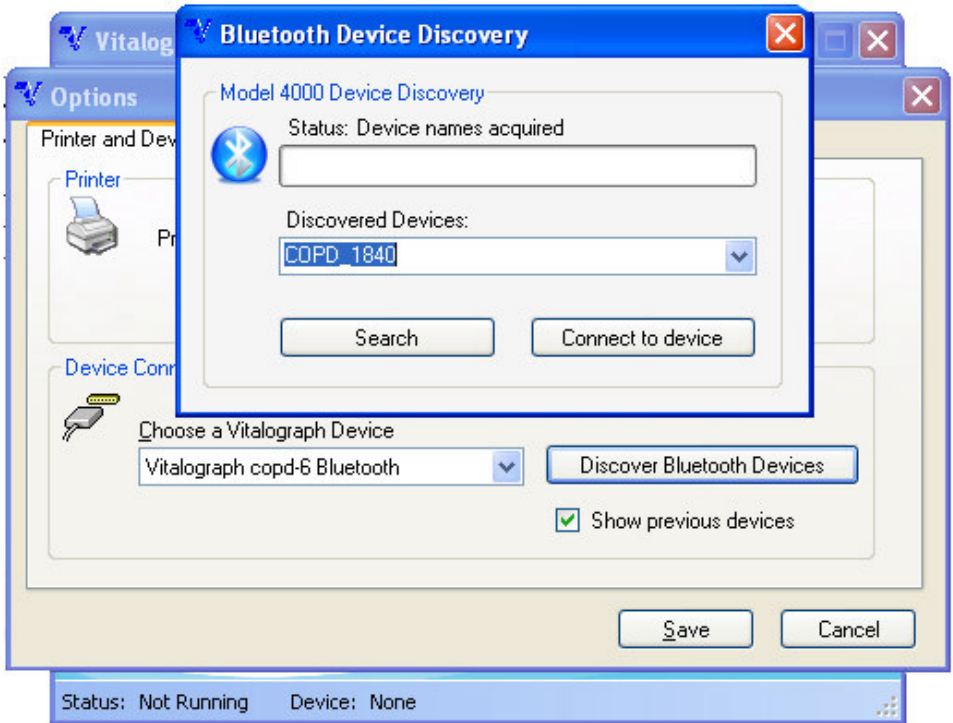 Vitalog
Bluetooth Device Discovery
Options
Model 4000 Device Discovery
Status: Device names acquired
Printer and Dev
Printer
Pr
Discovered Devices:
COPD_1840
Search
Connect to device
Device Conn
Choose a Vitalograph Device
Vitalograph copd-6 Bluetooth
Discover Bluetooth Devices
Show previous devices
Save
Cancel
Status: Not Running Device: None